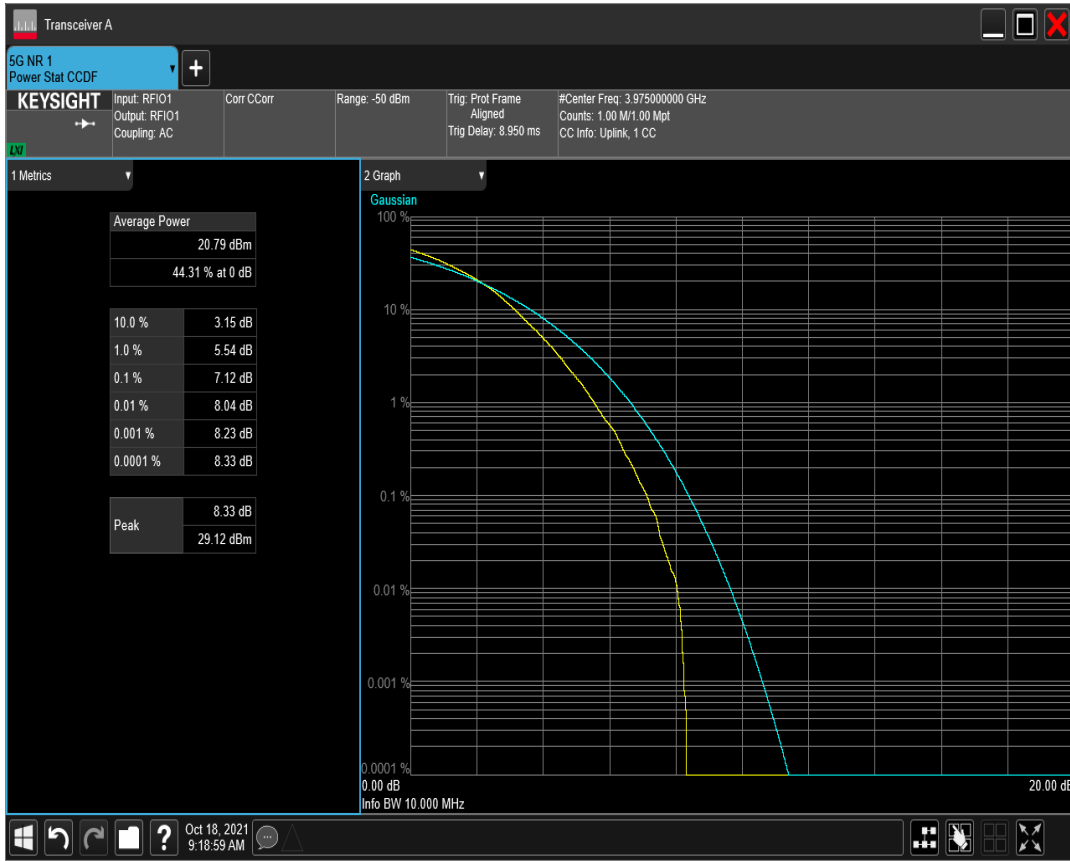 Transceiver A
5G NR 1
Power Stat CCDF
+
KEYSIGHT
LXI
Input: RFIO1
Output: RFIO1
Coupling: AC
Corr CCorr
Range: -50 dBm
Trig: Prot Frame
Aligned
Trig Delay: 8.950 ms
#Center Freq: 3.975000000 GHz
Counts: 1.00 M/1.00 Mpt
CC Info: Uplink, 1 CC
1 Metrics
Average Power
20.79 dBm
44.31 % at 0 dB
10.0 % 3.15 dB
1.0 % 5.54 dB
0.1 % 7.12 dB
0.01 % 8.04 dB
0.001 % 8.23 dB
0.0001 % 8.33 dB
Peak 8.33 dB
29.12 dBm
2 Graph
Gaussian
100 %
10 %
1 %
0.1 %
0.01 %
0.001 %
0.0001 %
0.00 dB 20.00 dB
Info BW 10.000 MHz
?
Oct 18, 2021
9:18:59 AM